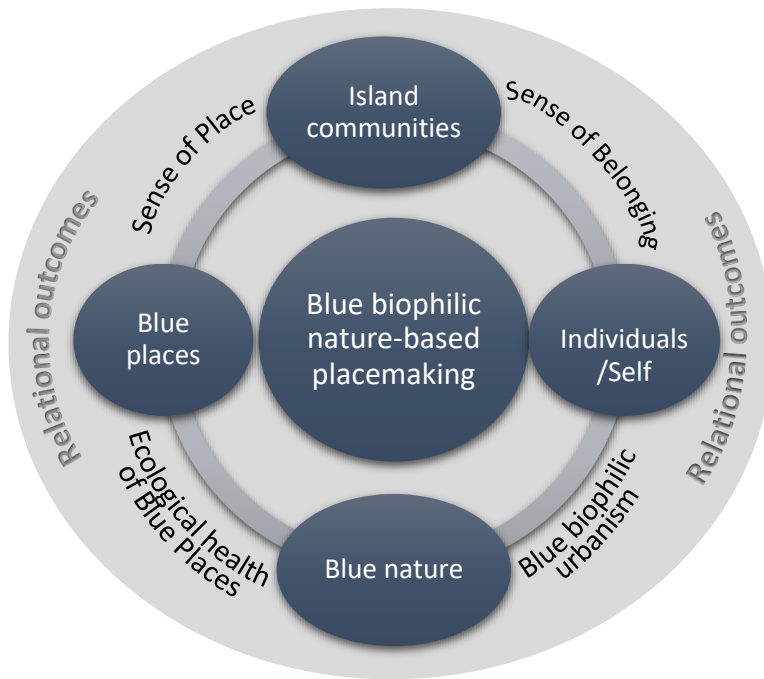 Island
communities
Sense of Place
Sense of Belonging
Relational outcomes
Relational outcomes
Blue
places
Blue biophilic
nature-based
placemaking
Individuals
/Self
Ecological health
of Blue Places
Blue biophilic
urbanism
Blue nature